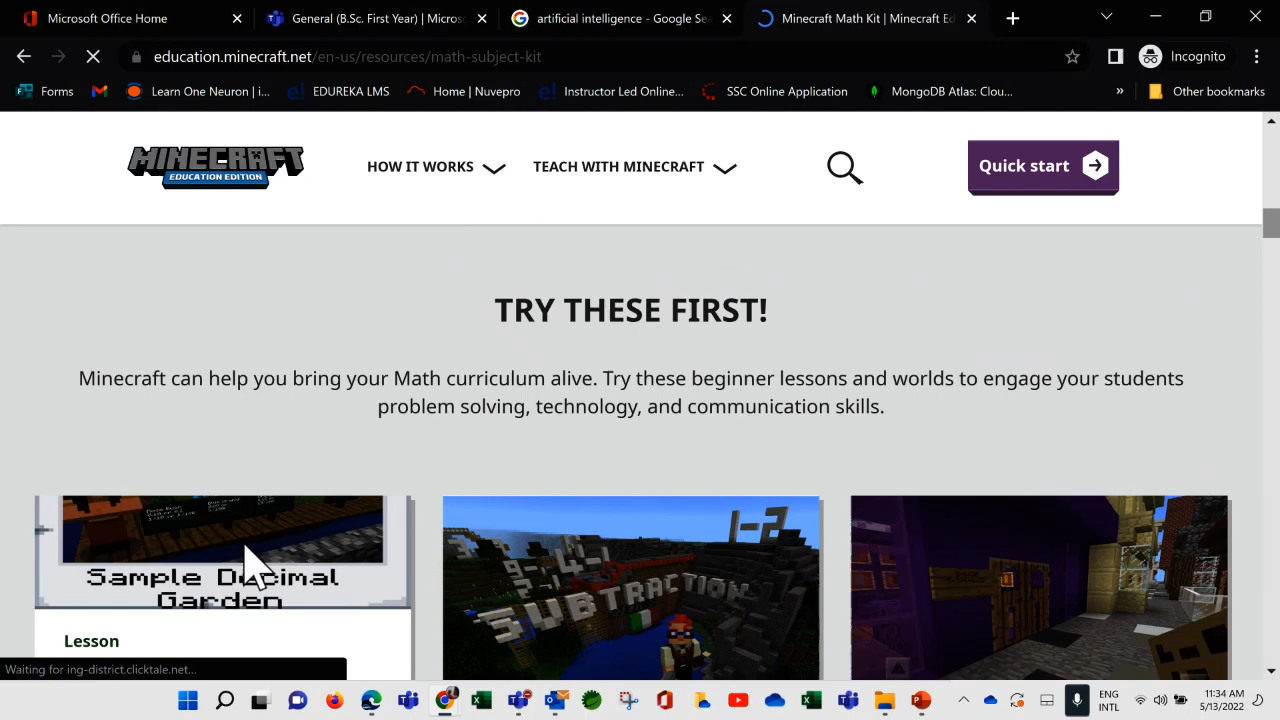 Microsoft Office Home
General (B.Sc. First Year) | Micros
artificial intelligence - Google Se
Minecraft Math Kit | Minecraft Ed
education.minecraft.net/en-us/resources/math-subject-kit
Incognito
Forms
Learn One Neuron | i...
EDUREKA LMS
Home | Nuvepro
Instructor Led Online...
SSC Online Application
MongoDB Atlas: Clou...
»
Other bookmarks
MINECRAFT
EDUCATION EDITION
HOW IT WORKS
TEACH WITH MINECRAFT
Quick start
TRY THESE FIRST!
Minecraft can help you bring your Math curriculum alive. Try these beginner lessons and worlds to engage your students
problem solving, technology, and communication skills.
Sample Decimal
Garden
1-2
9-4-
SUBTRACTION
Lesson
Waiting for ing-district.clicktale.net...
ENG
INTL
11:34 AM
5/13/2022